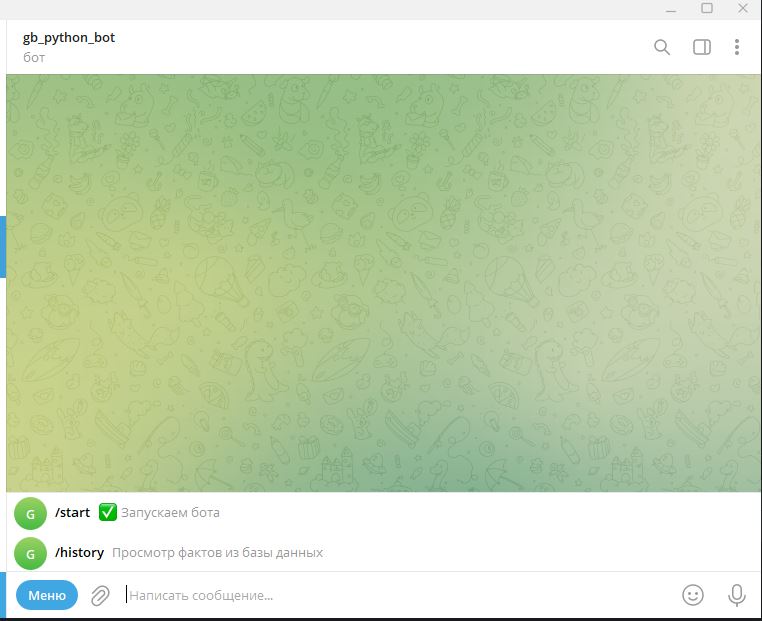 gb_python_bot
бот
G /start ✅ Запускаем бота
G /history Просмотр фактов из базы данных
Меню Написать сообщение...